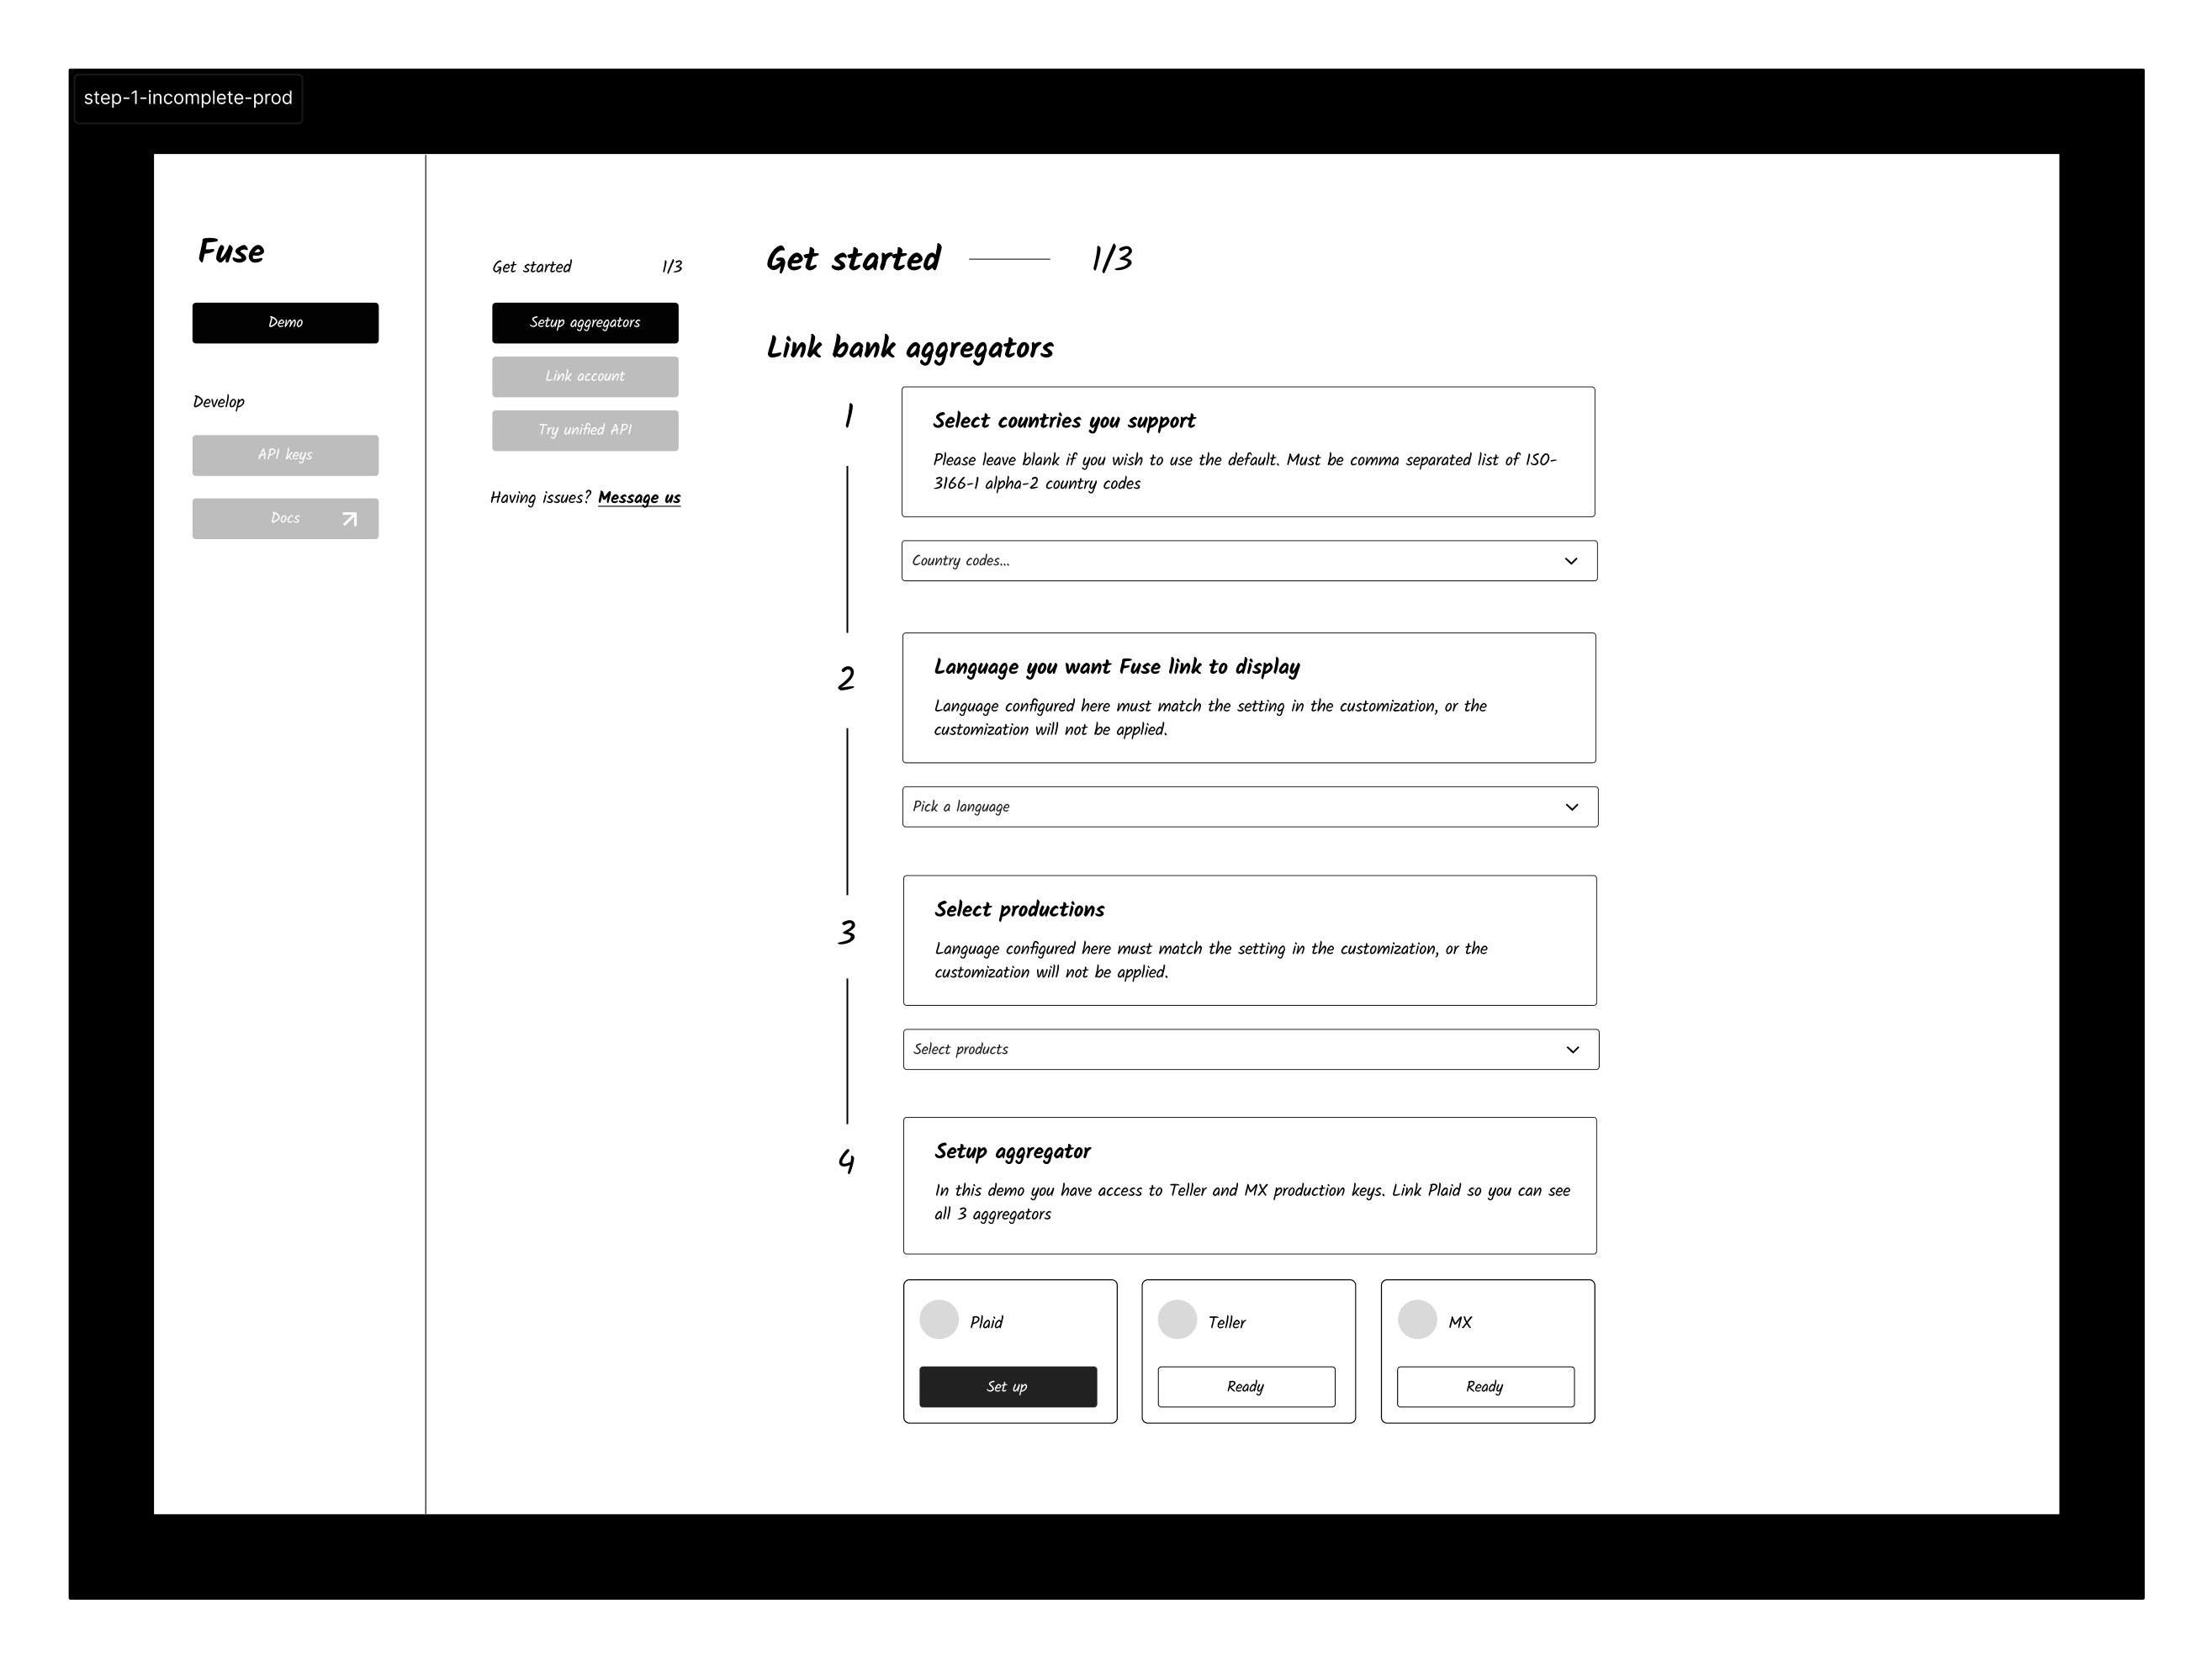 step-1-incomplete-prod
Fuse
Demo
Develop
API keys
Docs
Get started 1/3
Setup aggregators
Link account
Try unified API
Having issues? Message us
Get started 1/3
Link bank aggregators
1
Select countries you support
Please leave blank if you wish to use the default. Must be comma separated list of ISO-
3166-1 alpha-2 country codes
Country codes...
2
Language you want Fuse link to display
Language configured here must match the setting in the customization, or the
customization will not be applied.
Pick a language
3
Select productions
Language configured here must match the setting in the customization, or the
customization will not be applied.
Select products
4
Setup aggregator
In this demo you have access to Teller and MX production keys. Link Plaid so you can see
all 3 aggregators
Plaid
Set up
Teller
Ready
MX
Ready